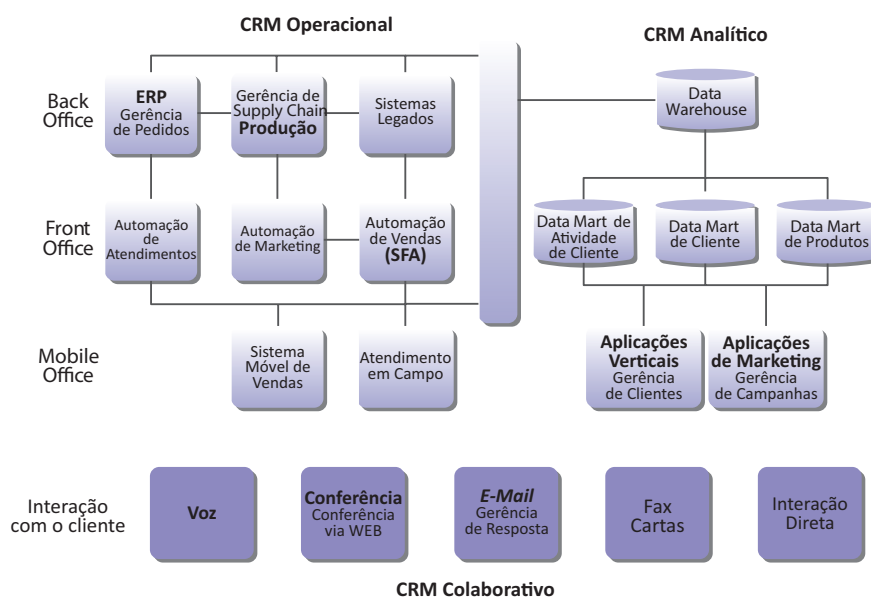 CRM Operacional
CRM Analítico
Back
Office
ERP
Gerência
de Pedidos
Gerência de
Supply Chain
Produção
Sistemas
Legados
Data
Warehouse
Front
Office
Automação
de
Atendimentos
Automação
de Marketing
Automação
de Vendas
(SFA)
Data Mart de
Atividade
de Cliente
Data Mart
de Cliente
Data Mart
de Produtos
Mobile
Office
Sistema
Móvel de
Vendas
Atendimento
em Campo
Aplicações
Verticais
Gerência
de Clientes
Aplicações
de Marketing
Gerência
de Campanhas
Interação
com o cliente
Voz
Conferência
Conferência
via WEB
E-Mail
Gerência
de Resposta
Fax
Cartas
Interação
Direta
CRM Colaborativo